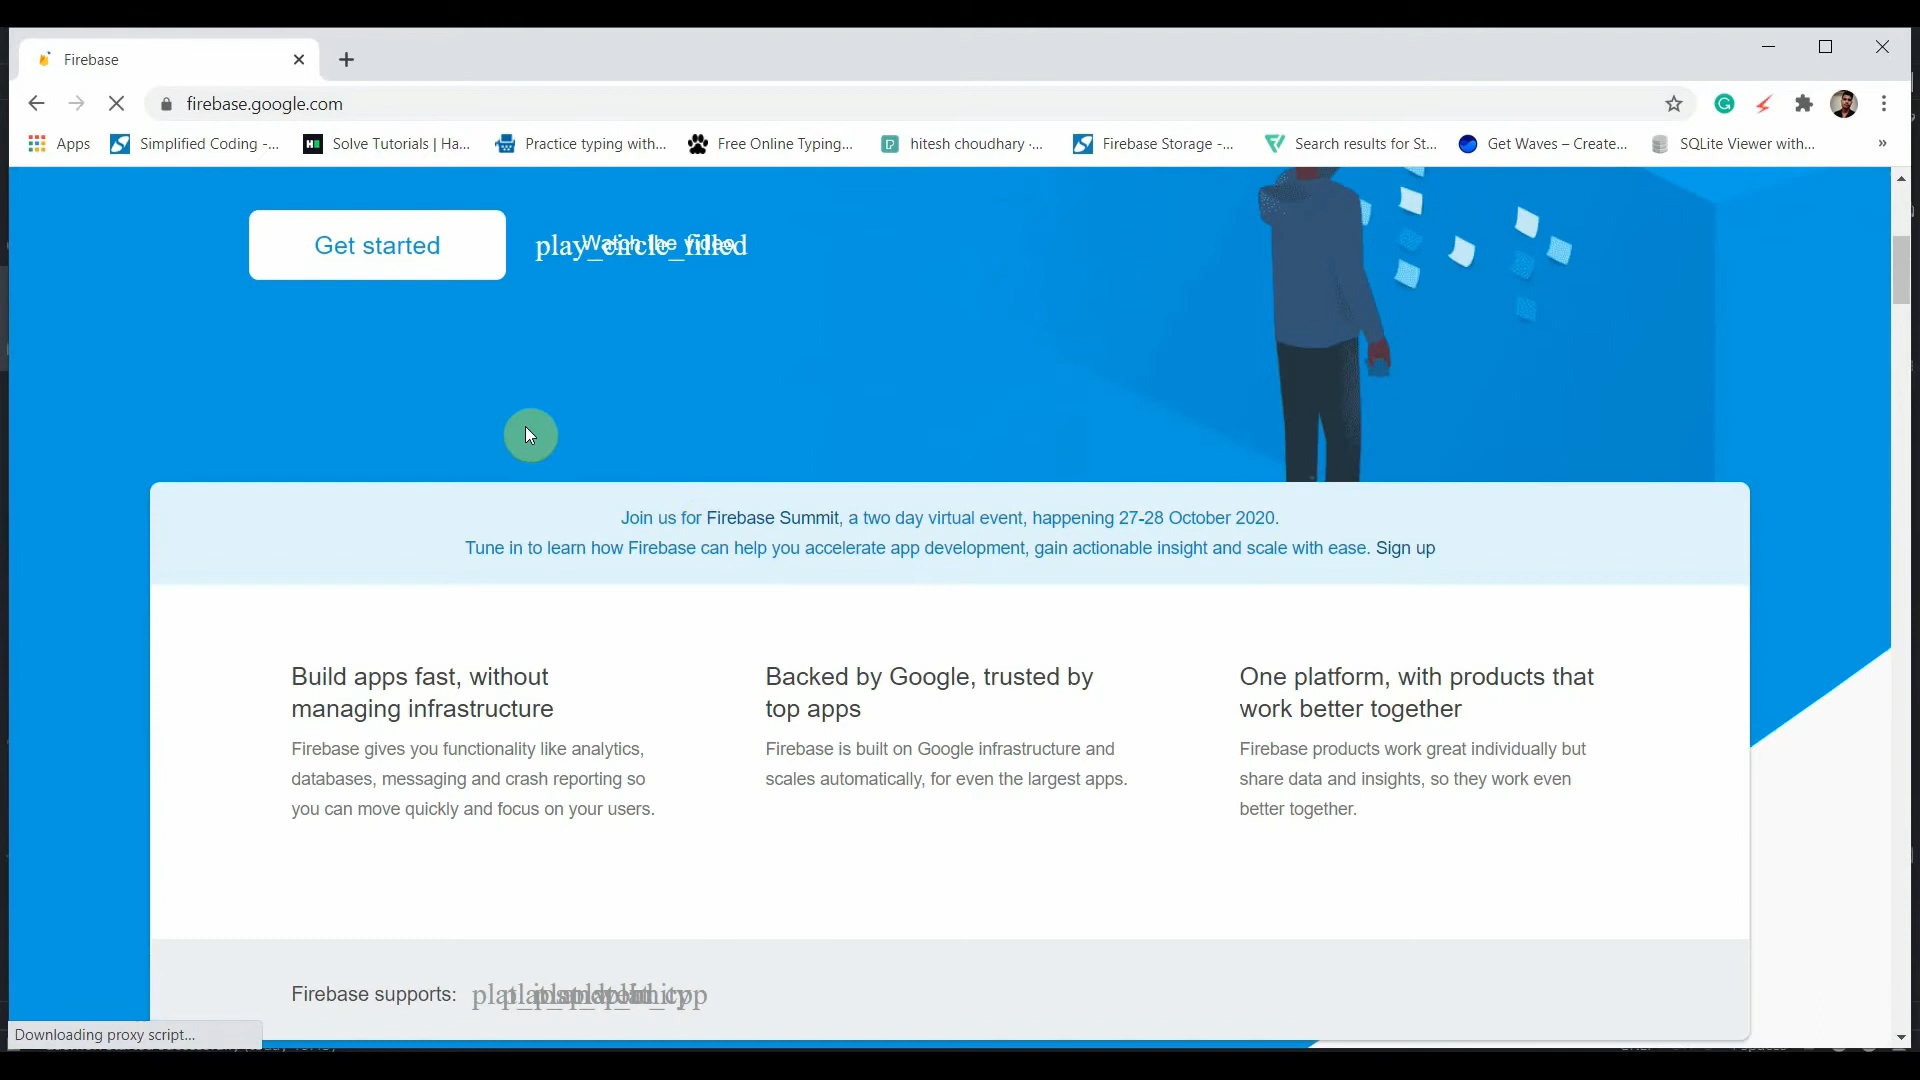 Firebase
firebase.google.com
Apps
Simplified Coding -...
Solve Tutorials | Ha...
Practice typing with...
Free Online Typing...
hitesh choudhary ·...
Firebase Storage -...
Search results for St...
Get Waves – Create...
SQLite Viewer with...
»
Get started
play_circle_filled
Watch the video
Join us for Firebase Summit, a two day virtual event, happening 27-28 October 2020.
Tune in to learn how Firebase can help you accelerate app development, gain actionable insight and scale with ease. Sign up
Build apps fast, without
managing infrastructure
Firebase gives you functionality like analytics,
databases, messaging and crash reporting so
you can move quickly and focus on your users.
Backed by Google, trusted by
top apps
Firebase is built on Google infrastructure and
scales automatically, for even the largest apps.
One platform, with products that
work better together
Firebase products work great individually but
share data and insights, so they work even
better together.
Firebase supports:
Downloading proxy script...